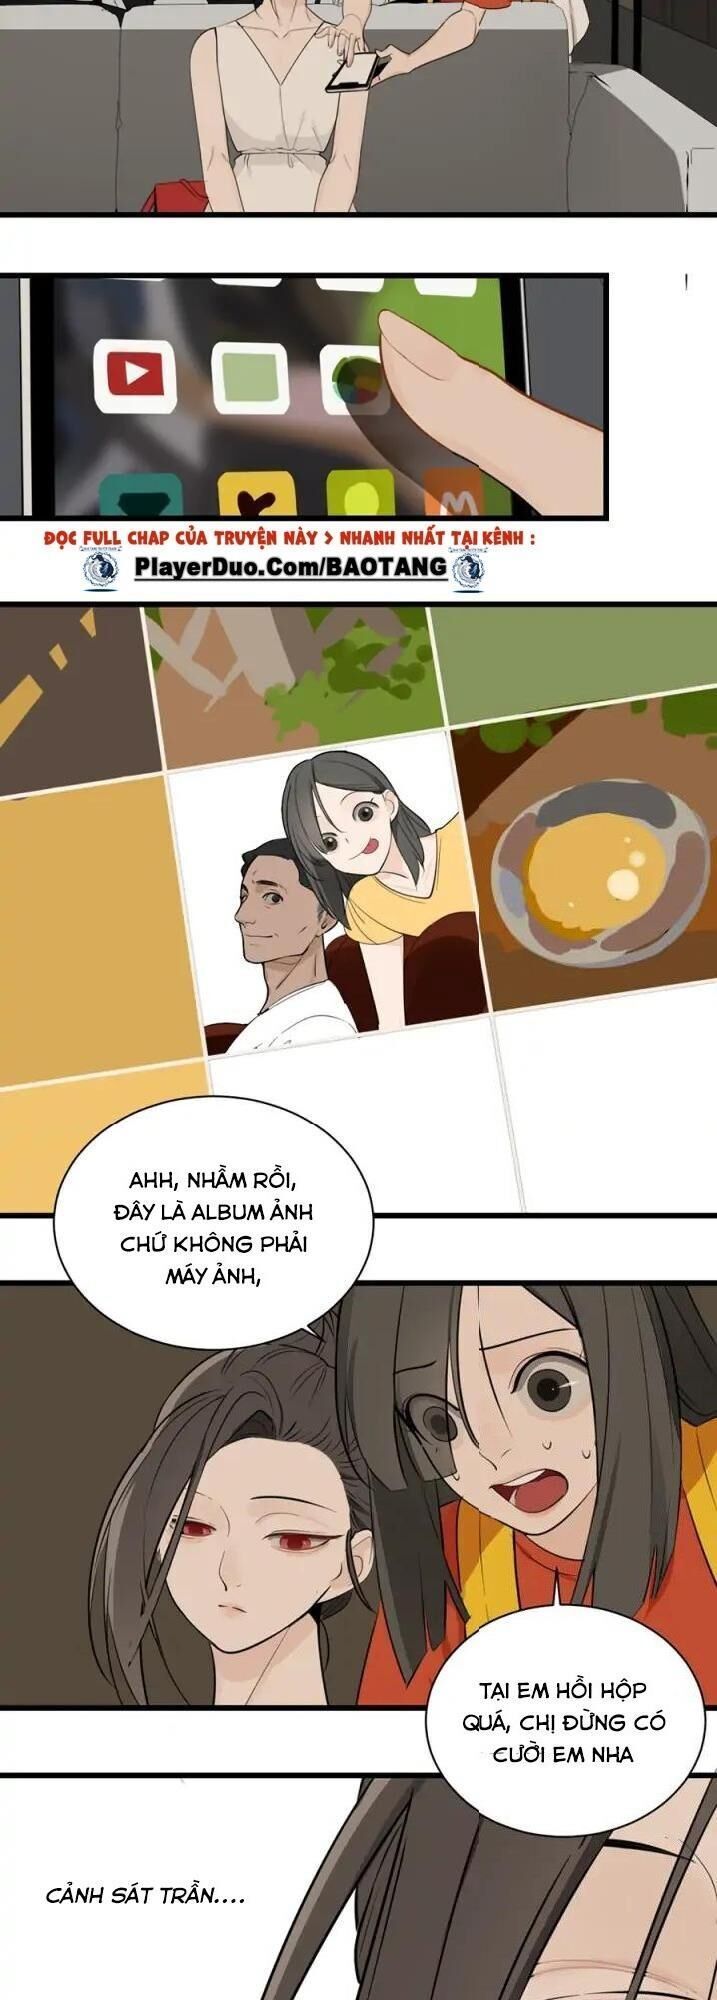 ĐỌC FULL CHAP CỦA TRUYỆN NÀY > NHANH NHẤT TẠI KÊNH :
PlayerDuo.Com/BAOTANG
AHH, NHẦM RỒI,
ĐÂY LÀ ALBUM ẢNH
CHỨ KHÔNG PHẢI
MÁY ẢNH,
TẠI EM HỒI HỘP
QUÁ, CHỊ ĐỪNG CÓ
CƯỜI EM NHA
CẢNH SÁT TRẦN....